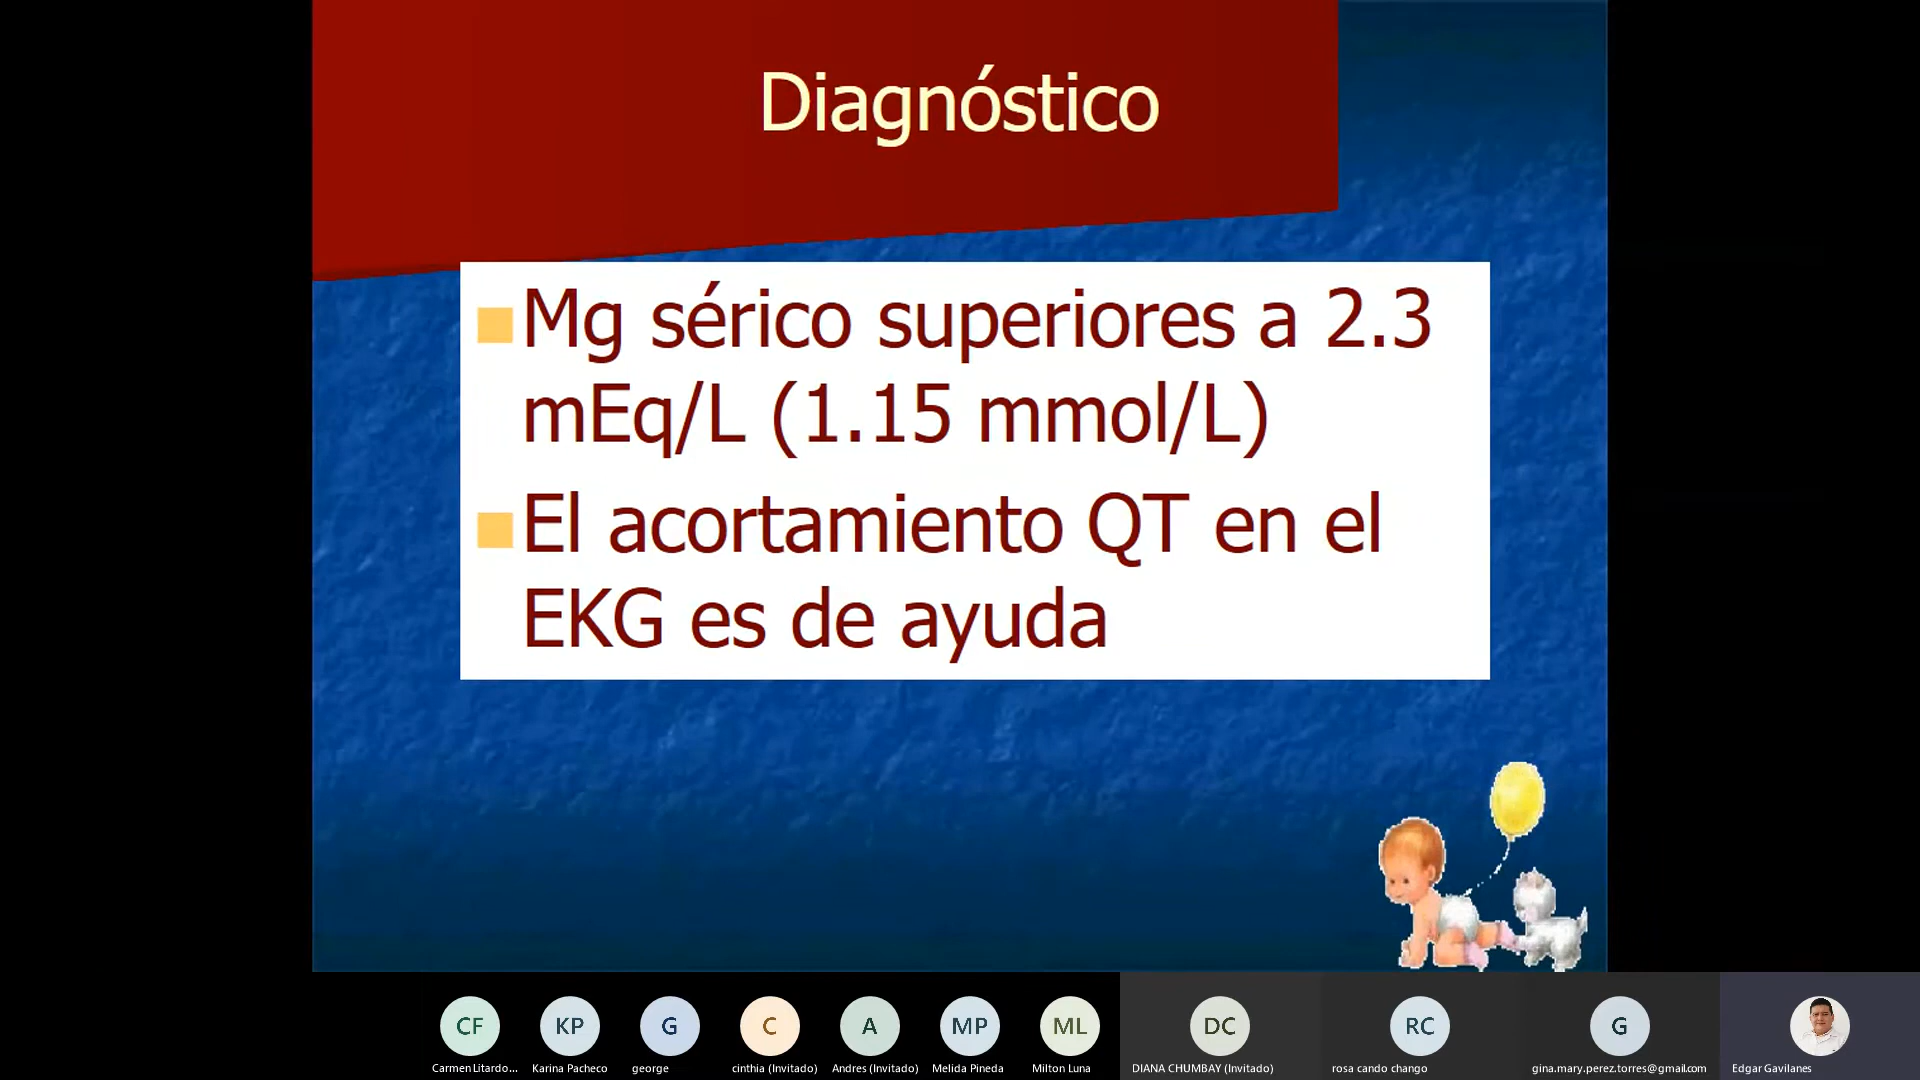 Diagnóstico
Mg sérico superiores a 2.3
mEq/L (1.15 mmol/L)
El acortamiento QT en el
EKG es de ayuda
CF
KP
G
C
A
MP
ML
DC
RC
G
Carmen Litardo...
Karina Pacheco
george
cinthia (Invitado)
Andres (Invitado)
Melida Pineda
Milton Luna
DIANA CHUMBAY (Invitado)
rosa cando chango
gina.mary.perez.torres@gmail.com
Edgar Gavilanes